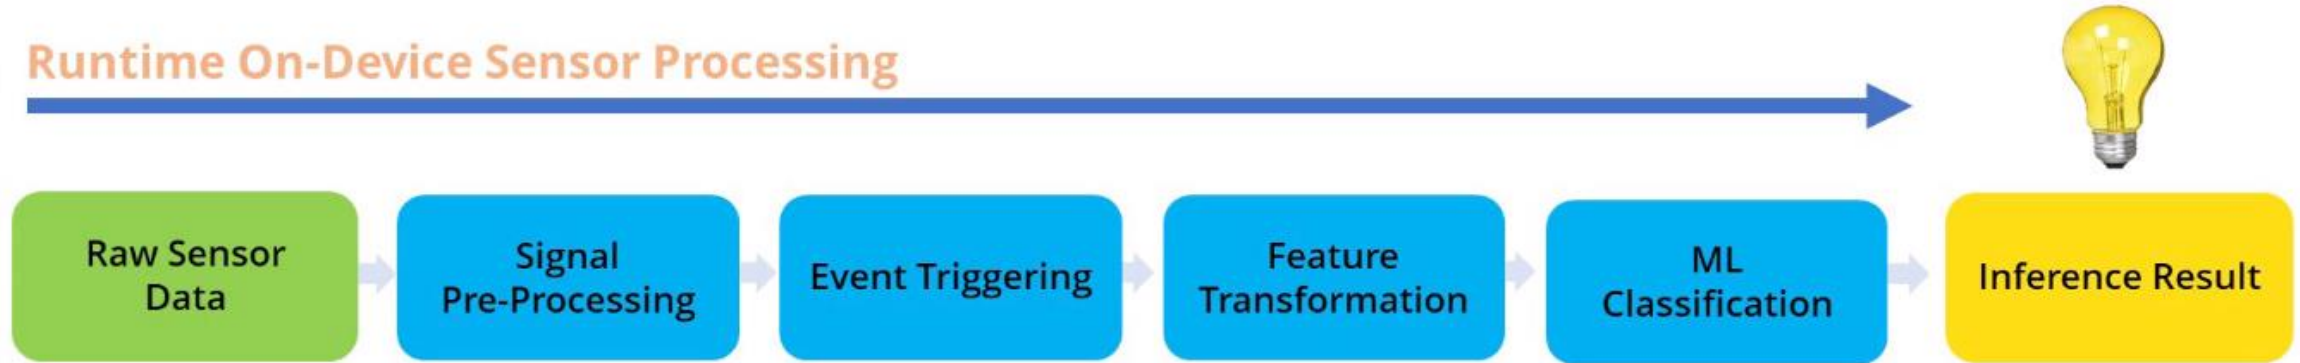 Runtime On-Device Sensor Processing
Raw Sensor
Data
Signal
Pre-Processing
Event Triggering
Feature
Transformation
ML
Classification
Inference Result